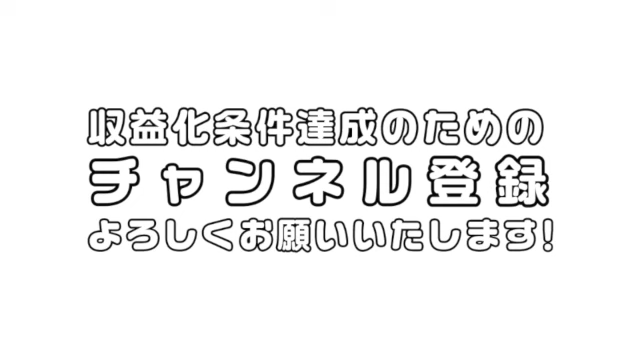 収益化条件達成のための
チャンネル登録
よろしくお願いいたします!